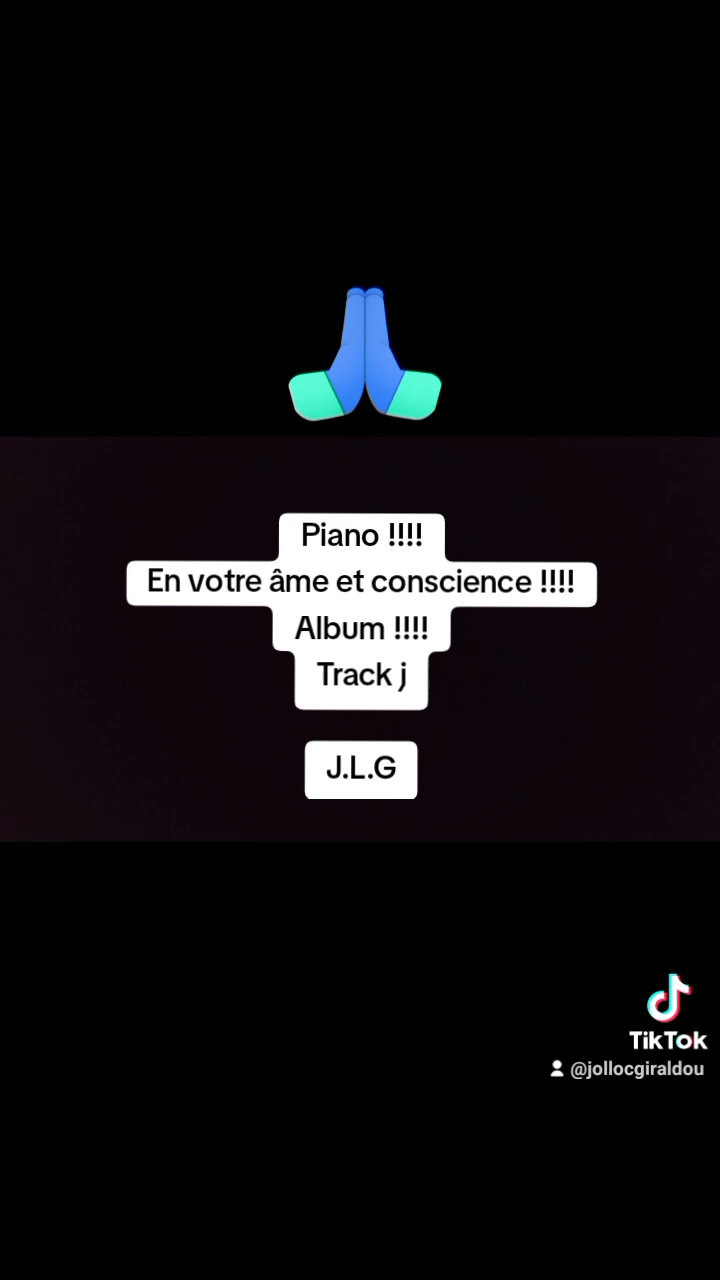 Piano !!!!
En votre âme et conscience !!!!
Album !!!!
Track j
J.L.G
TikTok
@jollocgiraldou